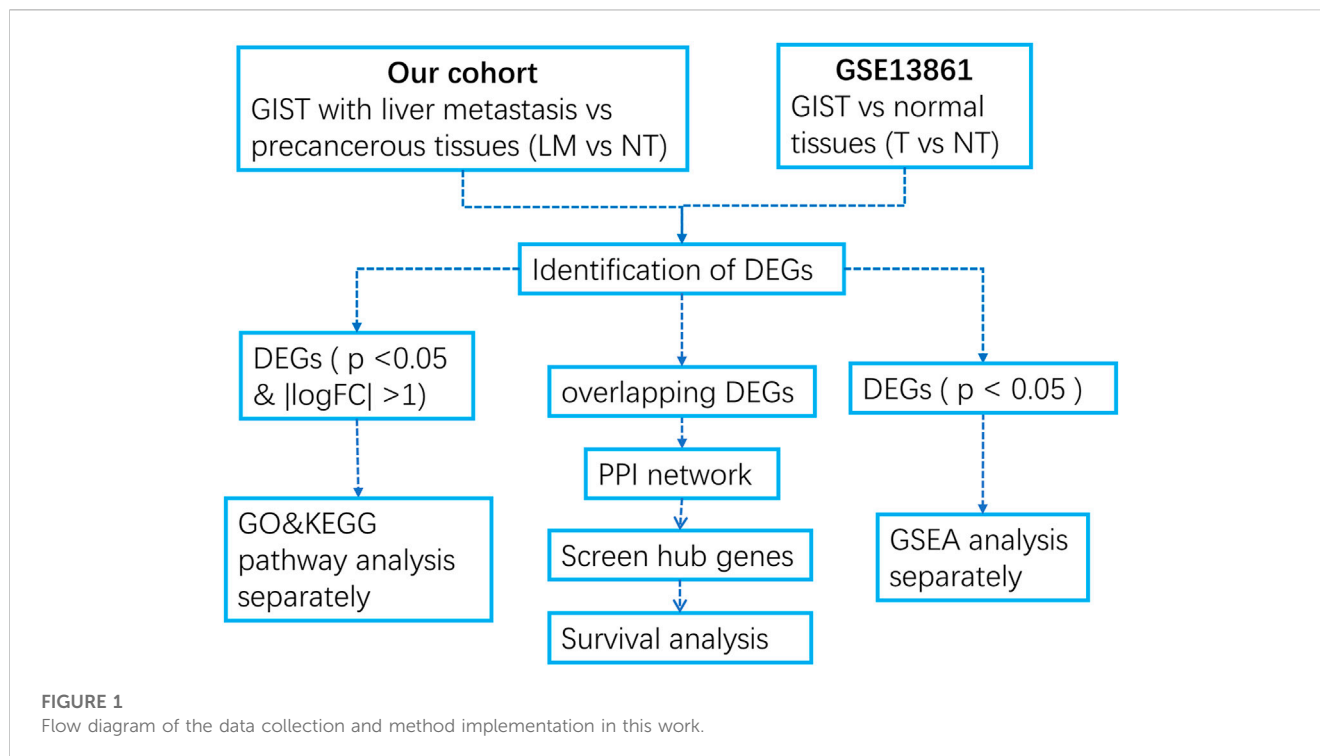 Our cohort
GIST with liver metastasis vs
precancerous tissues (LM vs NT)
GSE13861
GIST vs normal
tissues (T vs NT)
Identification of DEGs
DEGs ( p <0.05
& |logFC| >1)
overlapping DEGs
DEGs ( p < 0.05 )
PPI network
GO&KEGG
pathway analysis
separately
Screen hub genes
GSEA analysis
separately
Survival analysis
FIGURE 1
Flow diagram of the data collection and method implementation in this work.